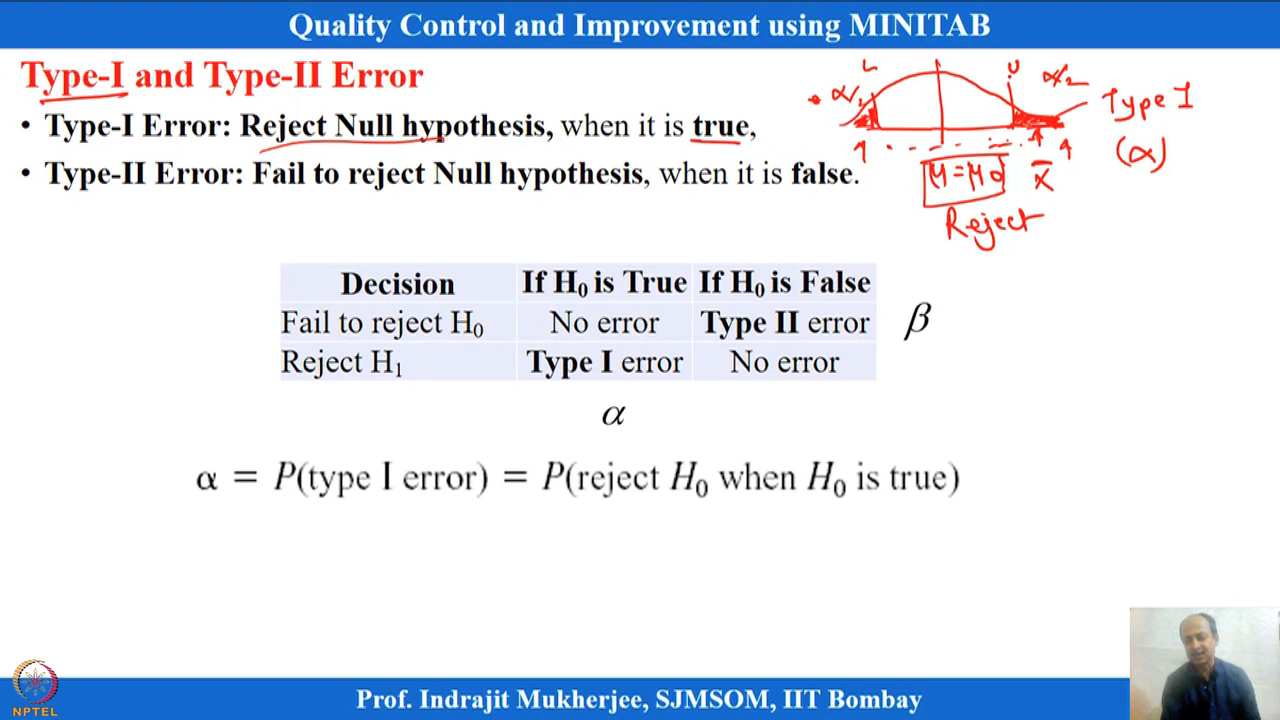 Quality Control and Improvement using MINITAB
Type-I and Type-II Error
• Type-I Error: Reject Null hypothesis, when it is true,
• Type-II Error: Fail to reject Null hypothesis, when it is false.
L U
α/2 α/2
Type I
(α)
μ = μ0 x̄
Reject
Decision If H₀ is True If H₀ is False
Fail to reject H₀ No error Type II error β
Reject H₁ Type I error No error
α
α = P(type I error) = P(reject H₀ when H₀ is true)
NPTEL
Prof. Indrajit Mukherjee, SJMSOM, IIT Bombay